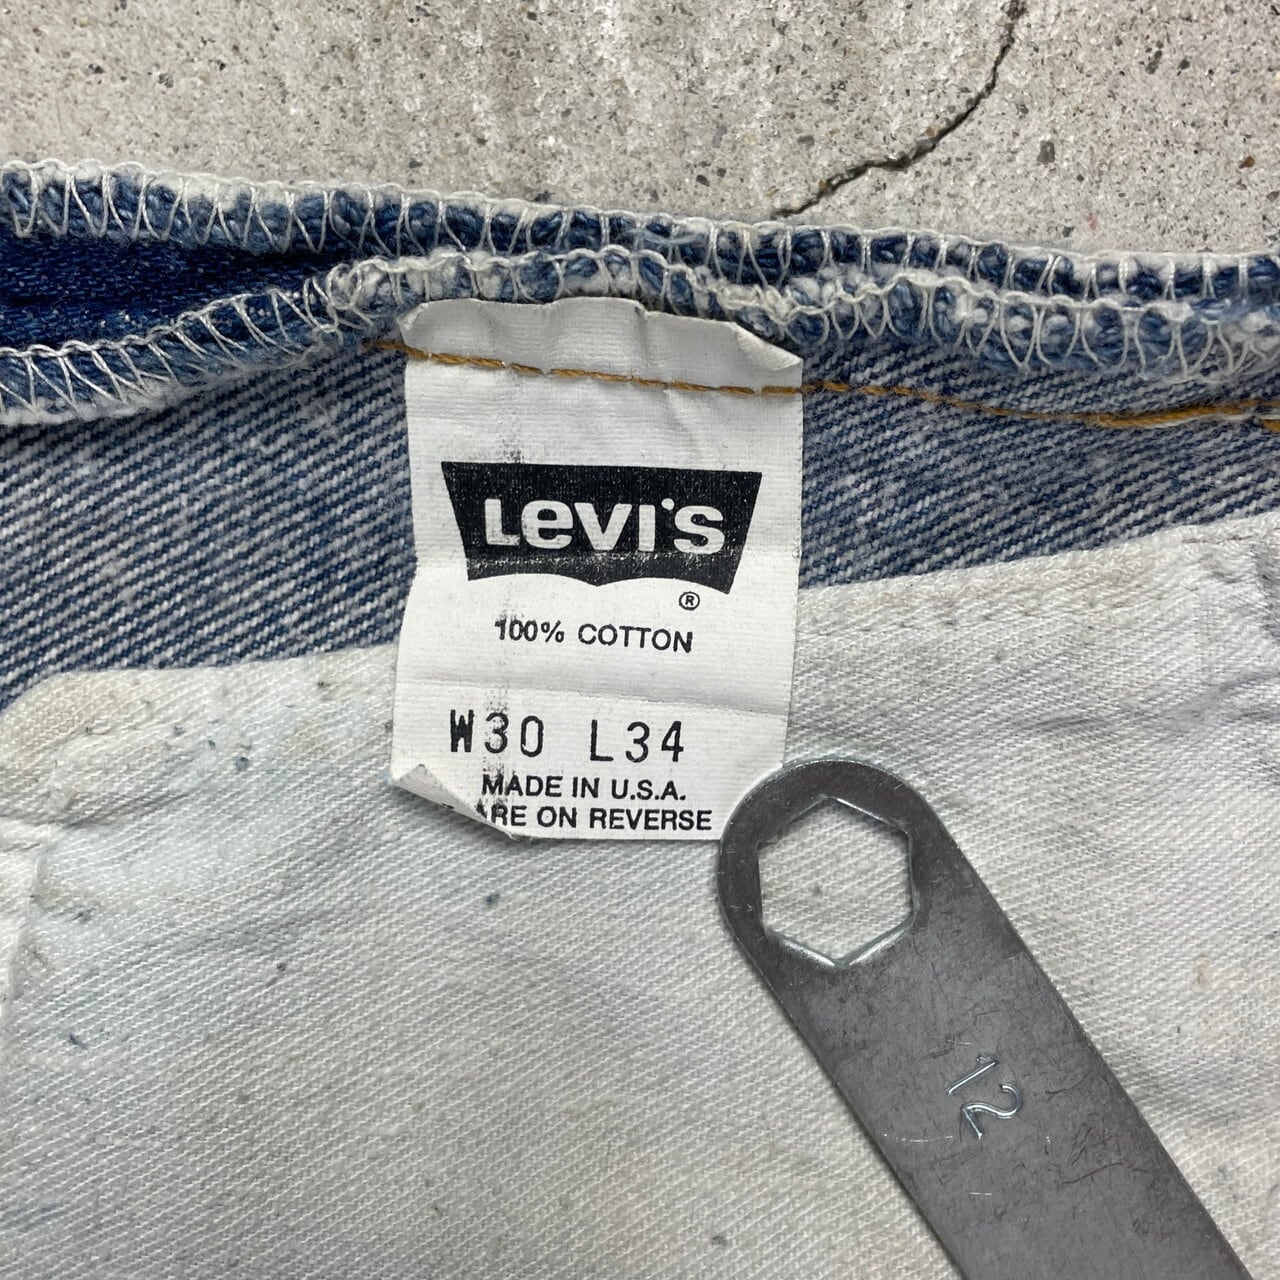 Levi's
®
100% COTTON
W30 L34
MADE IN U.S.A.
ARE ON REVERSE
12